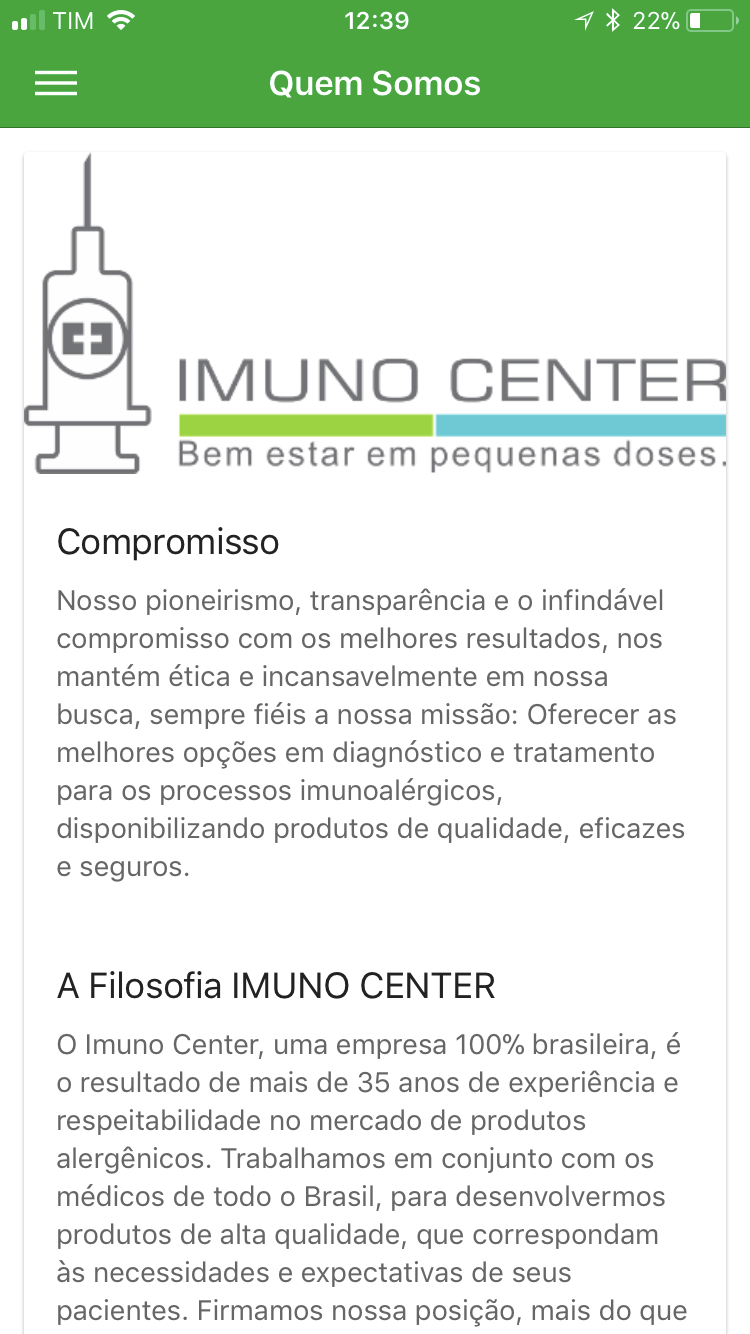 TIM 12:39 22%
Quem Somos
IMUNO CENTER
Bem estar em pequenas doses.
Compromisso
Nosso pioneirismo, transparência e o infindável
compromisso com os melhores resultados, nos
mantém ética e incansavelmente em nossa
busca, sempre fiéis a nossa missão: Oferecer as
melhores opções em diagnóstico e tratamento
para os processos imunoalérgicos,
disponibilizando produtos de qualidade, eficazes
e seguros.
A Filosofia IMUNO CENTER
O Imuno Center, uma empresa 100% brasileira, é
o resultado de mais de 35 anos de experiência e
respeitabilidade no mercado de produtos
alergênicos. Trabalhamos em conjunto com os
médicos de todo o Brasil, para desenvolvermos
produtos de alta qualidade, que correspondam
às necessidades e expectativas de seus
pacientes. Firmamos nossa posição, mais do que